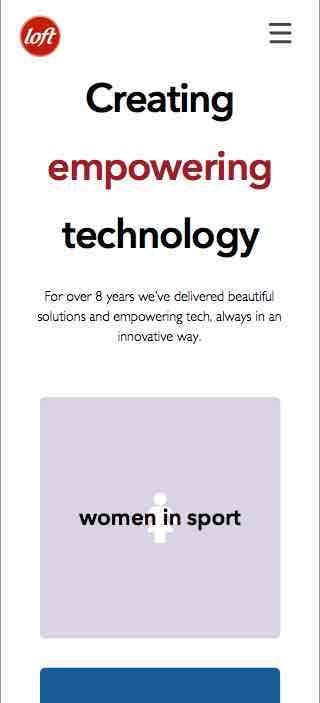 loft
Creating
empowering
technology
For over 8 years we've delivered beautiful
solutions and empowering tech, always in an
innovative way.
women in sport